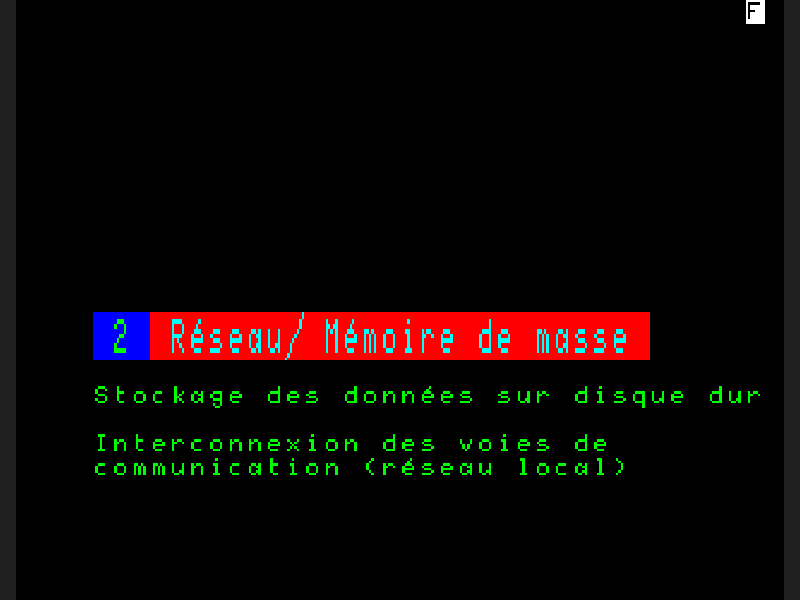 F
2 Réseau/ Mémoire de masse
Stockage des données sur disque dur
Interconnexion des voies de
communication (réseau local)